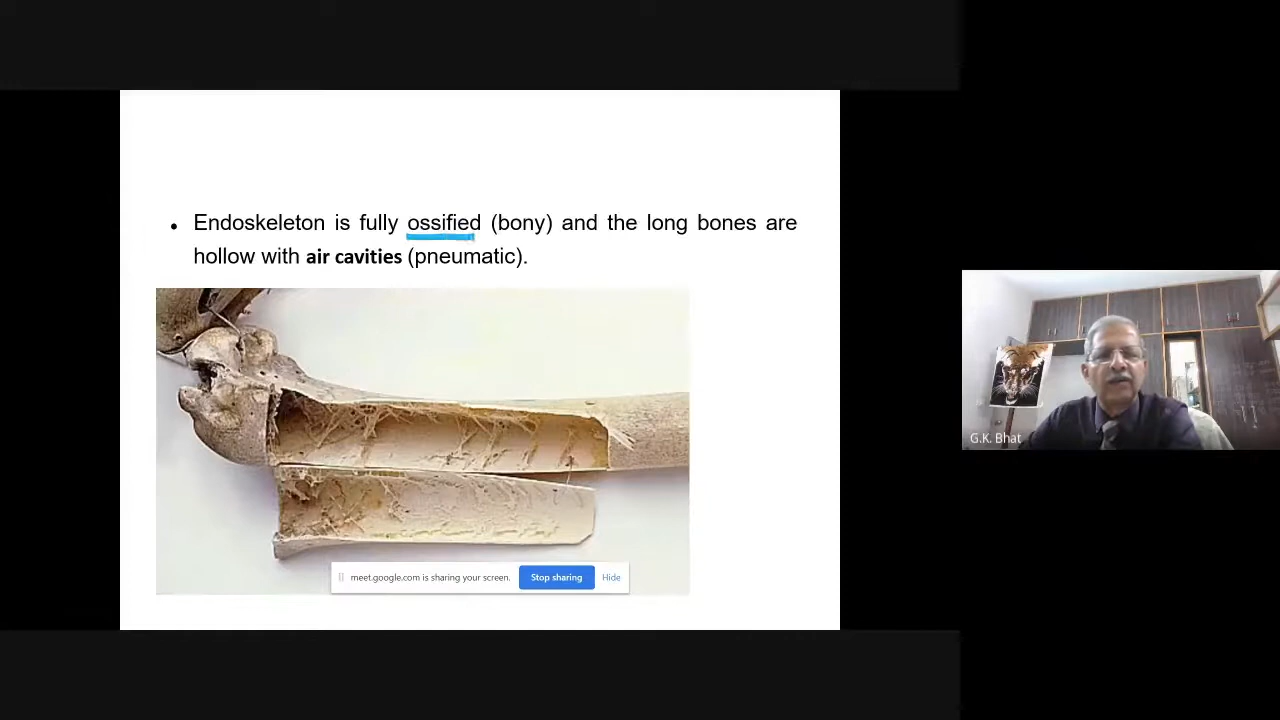 • Endoskeleton is fully ossified (bony) and the long bones are
hollow with air cavities (pneumatic).
meet.google.com is sharing your screen. Stop sharing Hide
G.K. Bhat